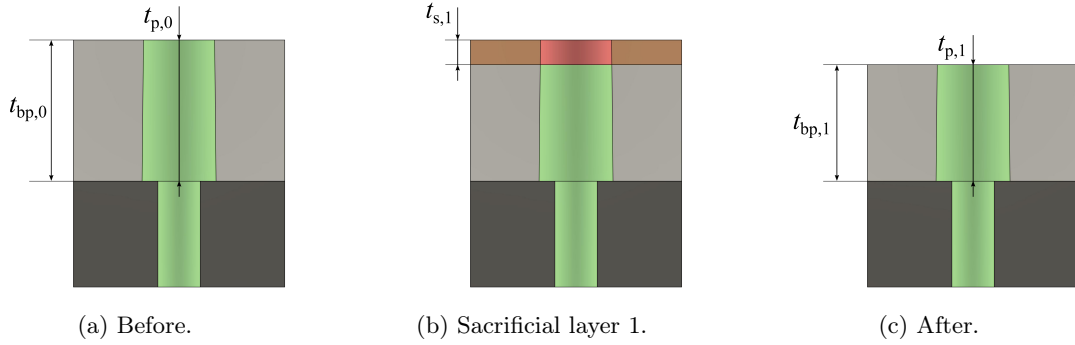 t_p,0
t_bp,0
t_s,1
t_p,1
t_bp,1
(a) Before.
(b) Sacrificial layer 1.
(c) After.